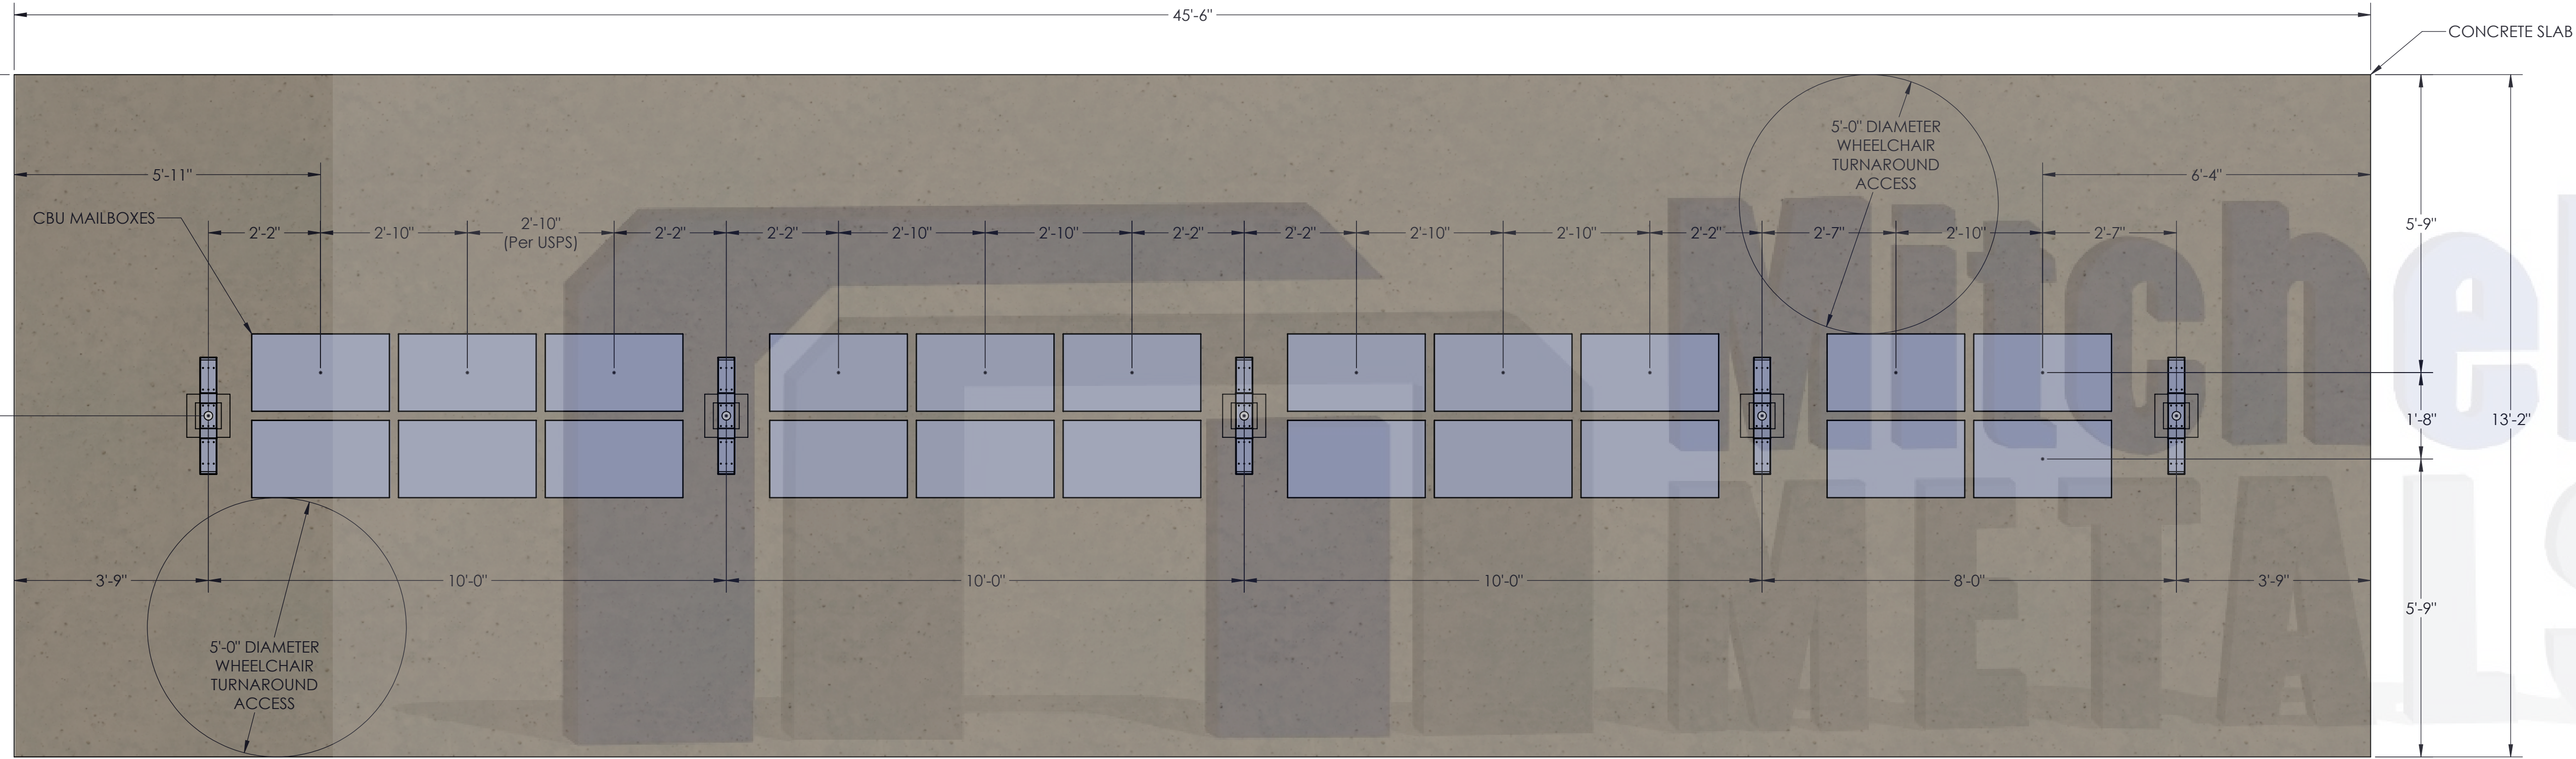 45'-6"
CONCRETE SLAB
5'-0" DIAMETER
WHEELCHAIR
TURNAROUND
ACCESS
5'-11"
6'-4"
CBU MAILBOXES
2'-2"
2'-10"
2'-10"
(Per USPS)
2'-2"
2'-2"
2'-10"
2'-10"
2'-2"
2'-2"
2'-10"
2'-10"
2'-2"
2'-7"
2'-10"
2'-7"
5'-9"
1'-8"
13'-2"
3'-9"
10'-0"
10'-0"
10'-0"
8'-0"
3'-9"
5'-9"
5'-0" DIAMETER
WHEELCHAIR
TURNAROUND
ACCESS
Mitche
METALS